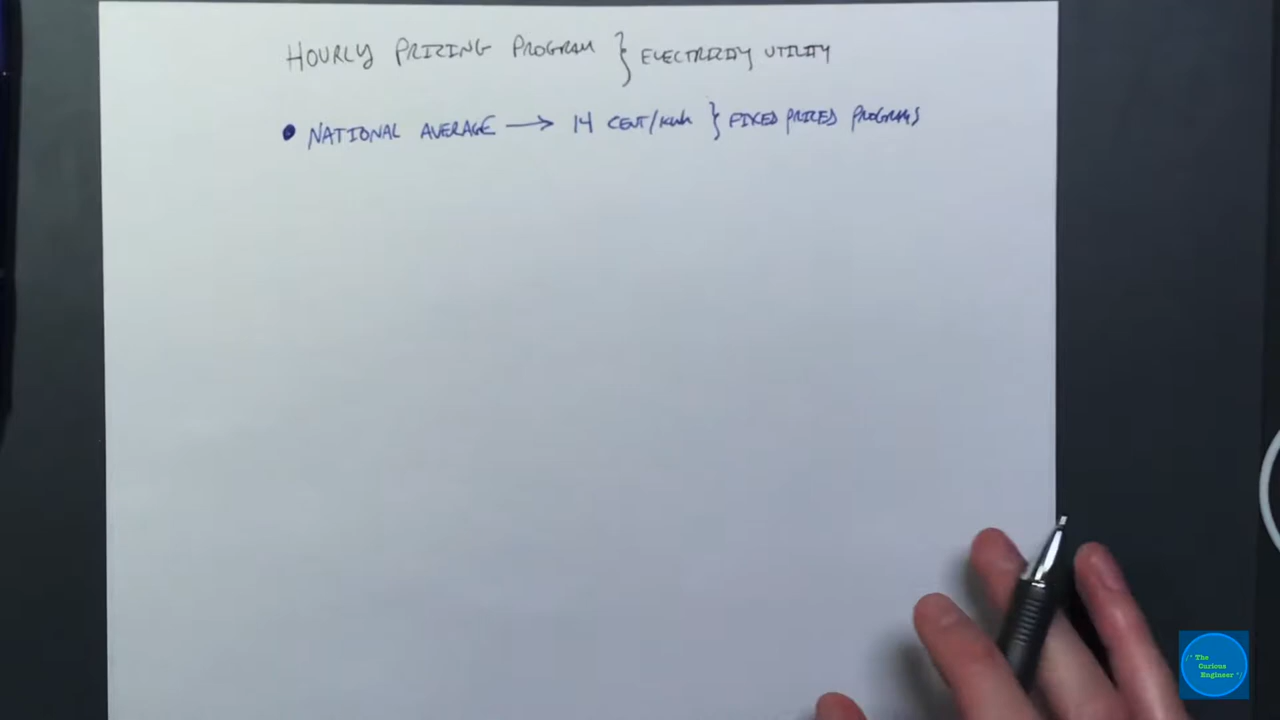 HOURLY PRICING PROGRAM } ELECTRICITY UTILITY
• NATIONAL AVERAGE → 14 CENT/kWh } FIXED PRICED PROGRAMS
/* The
Curious
Engineer */